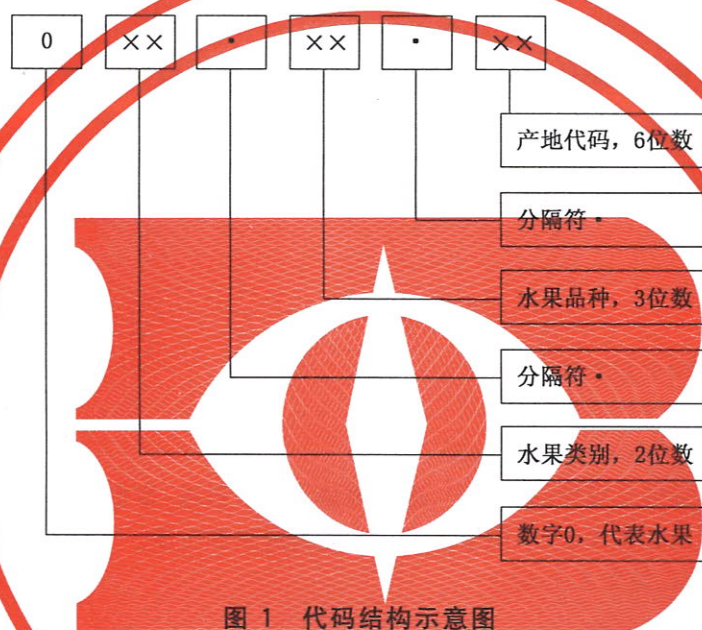 0 ×× · ×× · ××
产地代码，6位数
分隔符·
水果品种，3位数
分隔符·
水果类别，2位数
数字0，代表水果
图 1 代码结构示意图